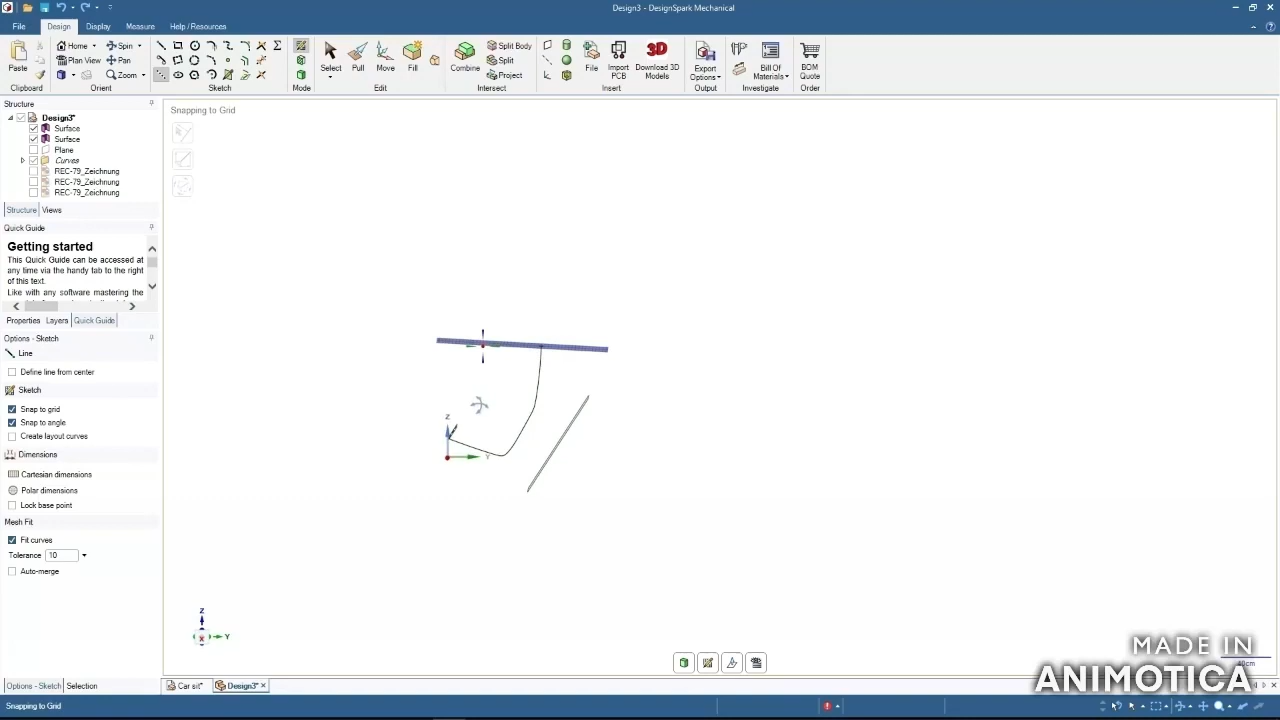 Design3 - DesignSpark Mechanical
File Design Display Measure Help / Resources
Paste
Clipboard
Home Spin
Plan View Pan
Zoom
Orient
Sketch
Mode
Select Pull Move Fill
Edit
Combine
Split Body
Split
Project
Intersect
File Import PCB Download 3D Models
Insert
Export Options
Output
Bill Of Materials
Investigate
BOM Quote
Order
Structure
Design3*
Surface
Surface
Plane
Curves
REC-79_Zeichnung
REC-79_Zeichnung
REC-79_Zeichnung
Structure Views
Quick Guide
Getting started
This Quick Guide can be accessed at
any time via the handy tab to the right
of this text.
Like with any software mastering the
Properties Layers Quick Guide
Options - Sketch
Line
Define line from center
Sketch
Snap to grid
Snap to angle
Create layout curves
Dimensions
Cartesian dimensions
Polar dimensions
Lock base point
Mesh Fit
Fit curves
Tolerance 10
Auto-merge
Options - Sketch Selection
Snapping to Grid
Z
Y
Z
Y
X
Car sit* Design3*
Snapping to Grid
MADE IN
ANIMOTICA